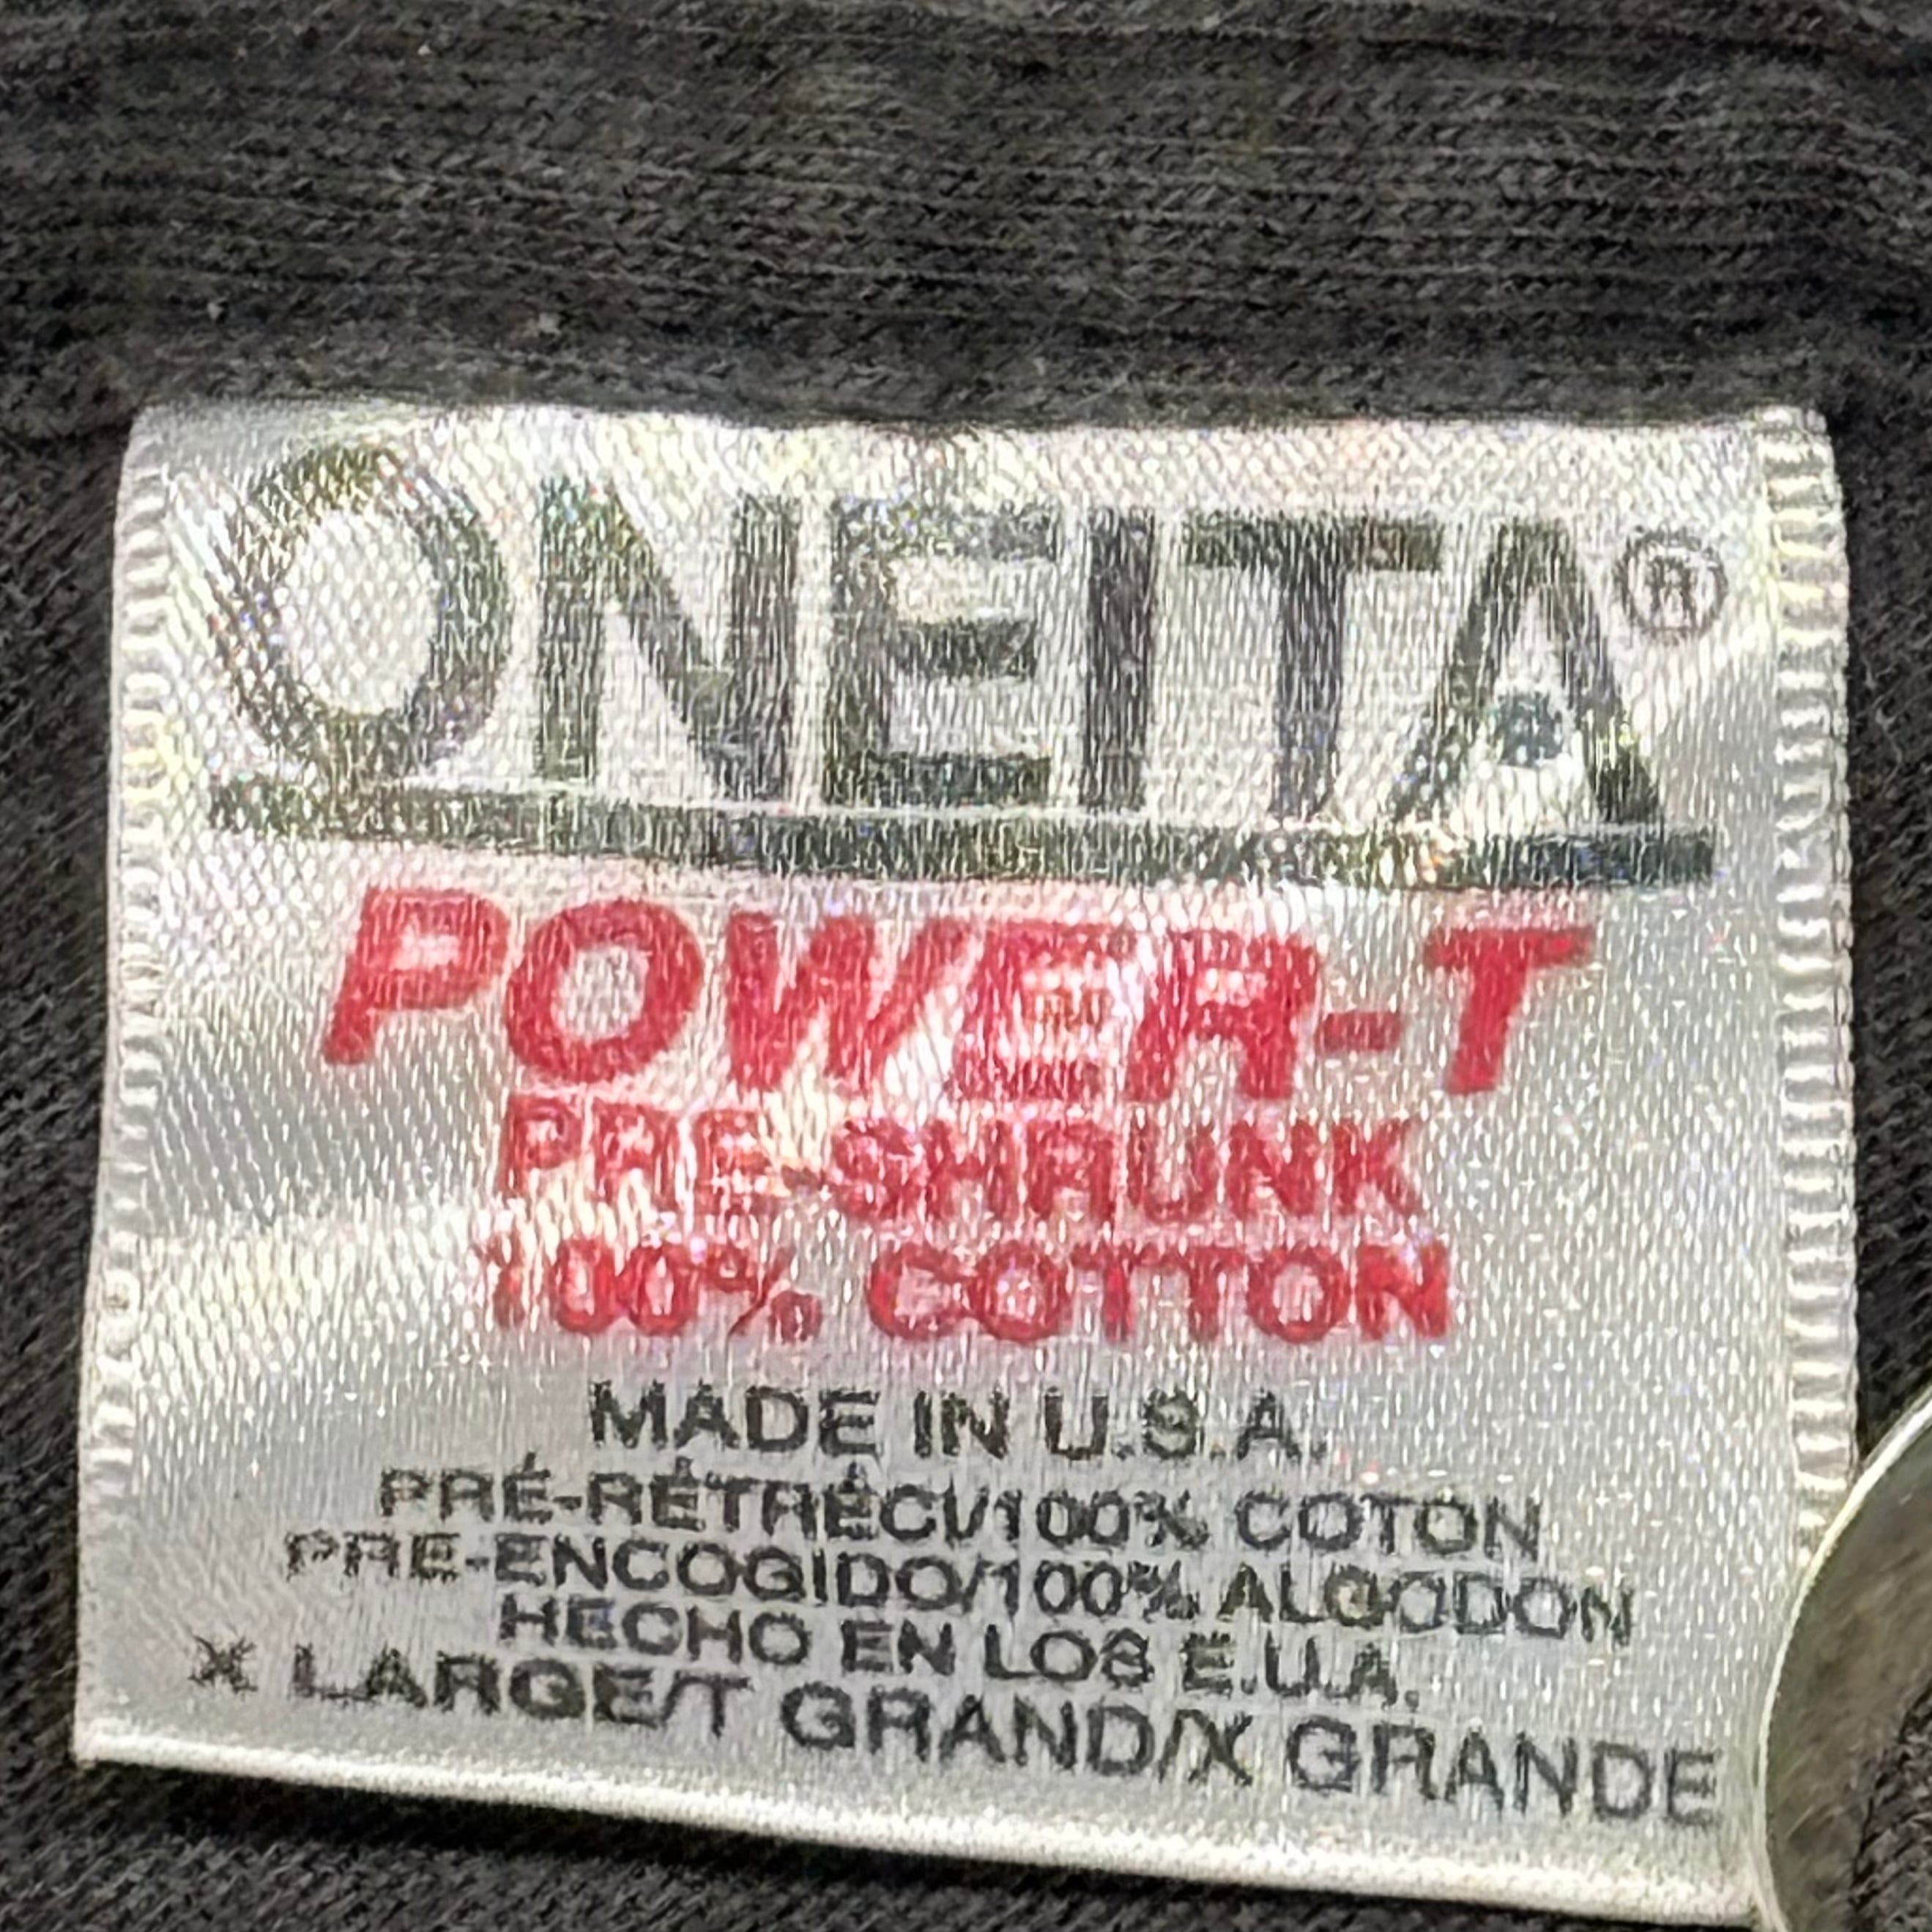 ONEITA®
POWER-T
PRE-SHRUNK
100% COTTON
MADE IN U.S.A.
PRÉ-RÉTRÉCI/100% COTON
PRE-ENCOGIDO/100% ALGODON
HECHO EN LOS E.U.A.
X LARGE/T GRAND/X GRANDE